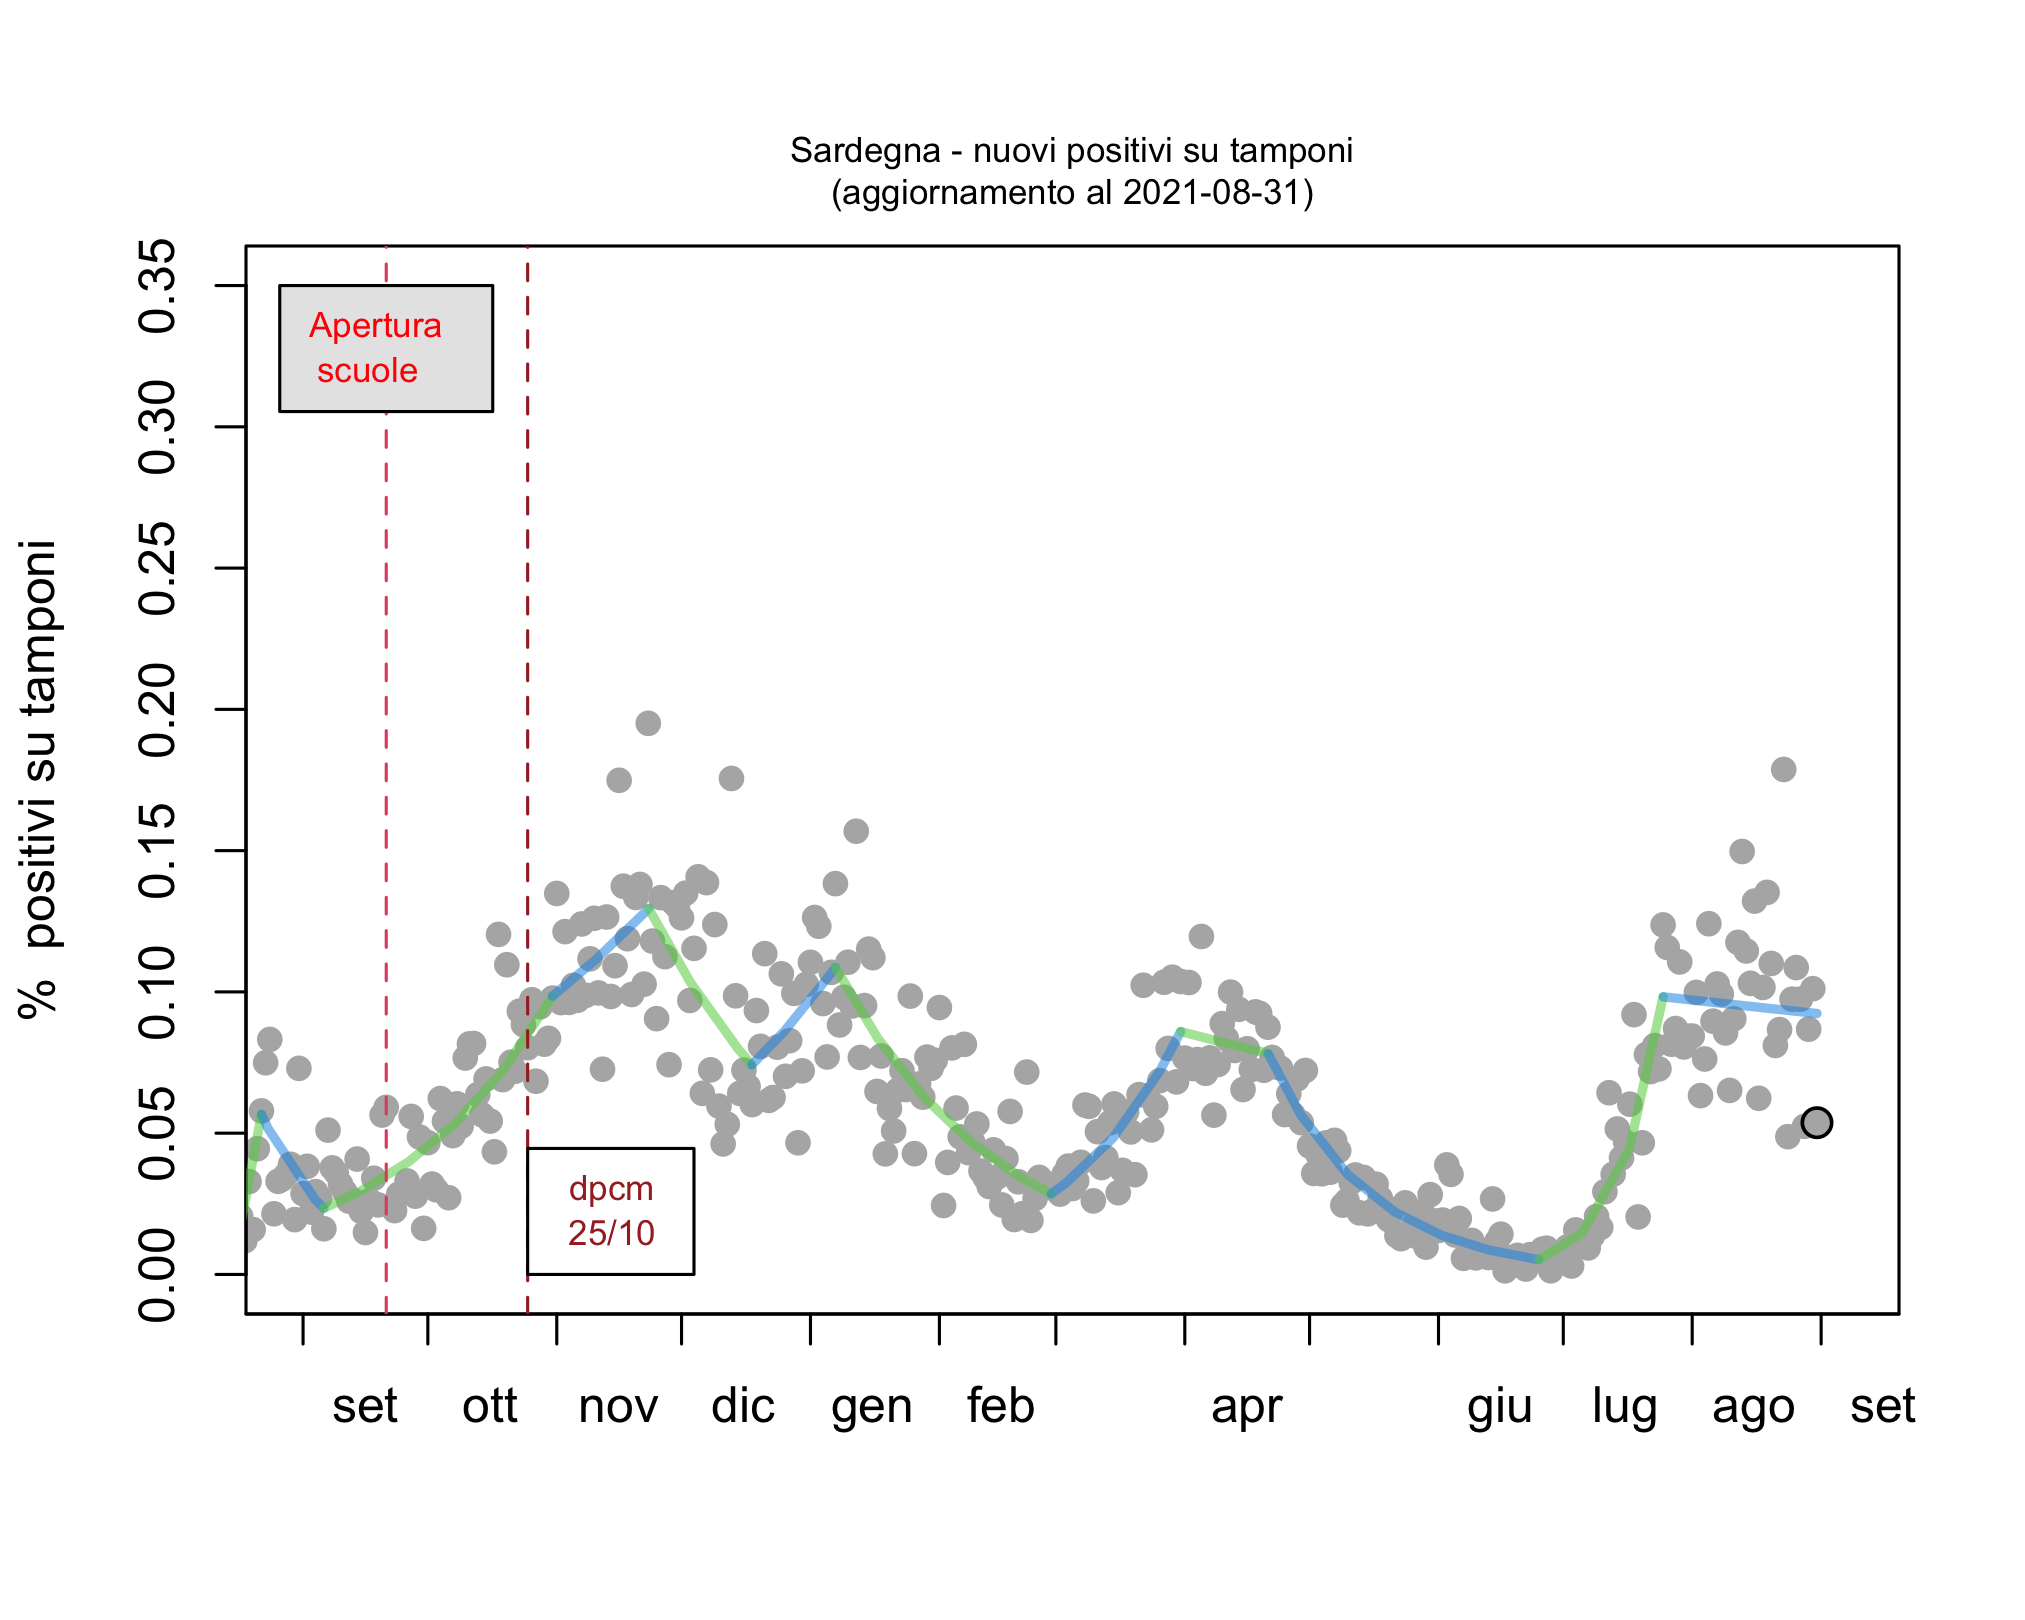 Sardegna - nuovi positivi su tamponi
(aggiornamento al 2021-08-31)
% positivi su tamponi
0.35
0.30
0.25
0.20
0.15
0.10
0.05
0.00
Apertura
scuole
dpcm
25/10
set ott nov dic gen feb apr giu lug ago set